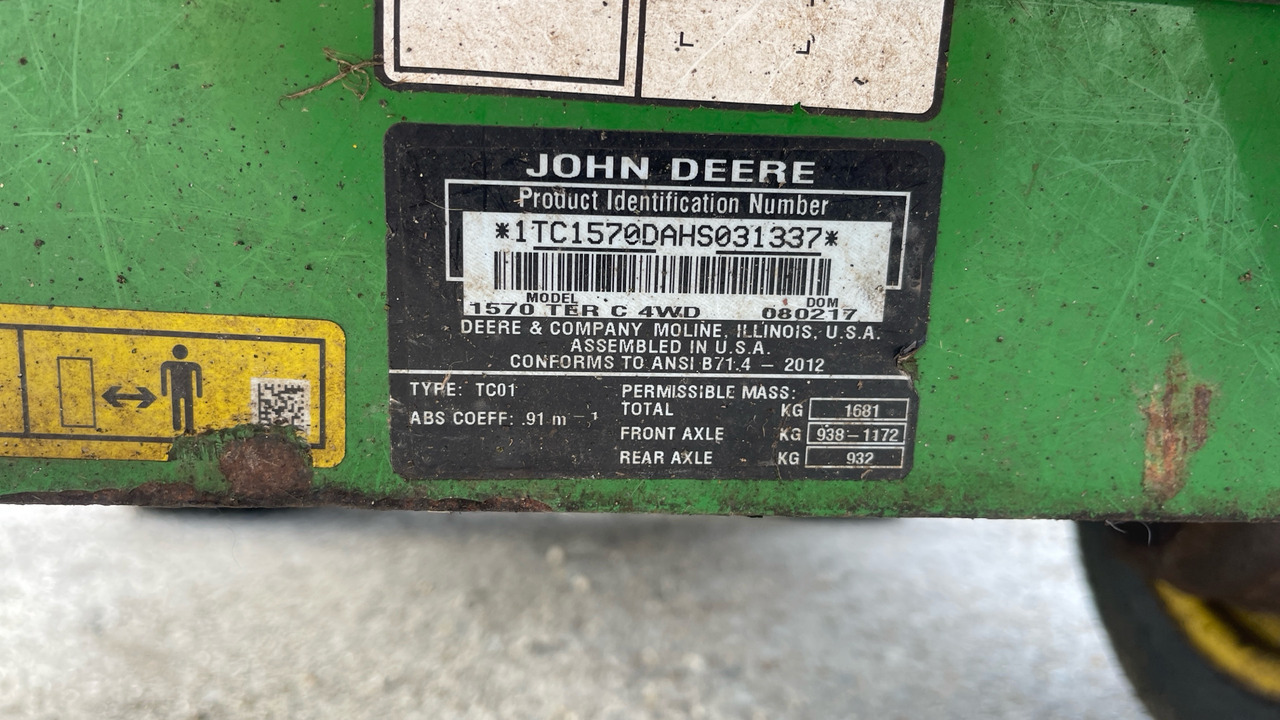 JOHN DEERE
Product Identification Number
*1TC1570DAHS031337*
MODEL DOM
1570 TER C 4WD 080217
DEERE & COMPANY MOLINE, ILLINOIS, U.S.A.
ASSEMBLED IN U.S.A.
CONFORMS TO ANSI B71.4 – 2012
TYPE: TC01
ABS COEFF: .91 m –1
PERMISSIBLE MASS:
TOTAL KG 1681
FRONT AXLE KG 938–1172
REAR AXLE KG 932